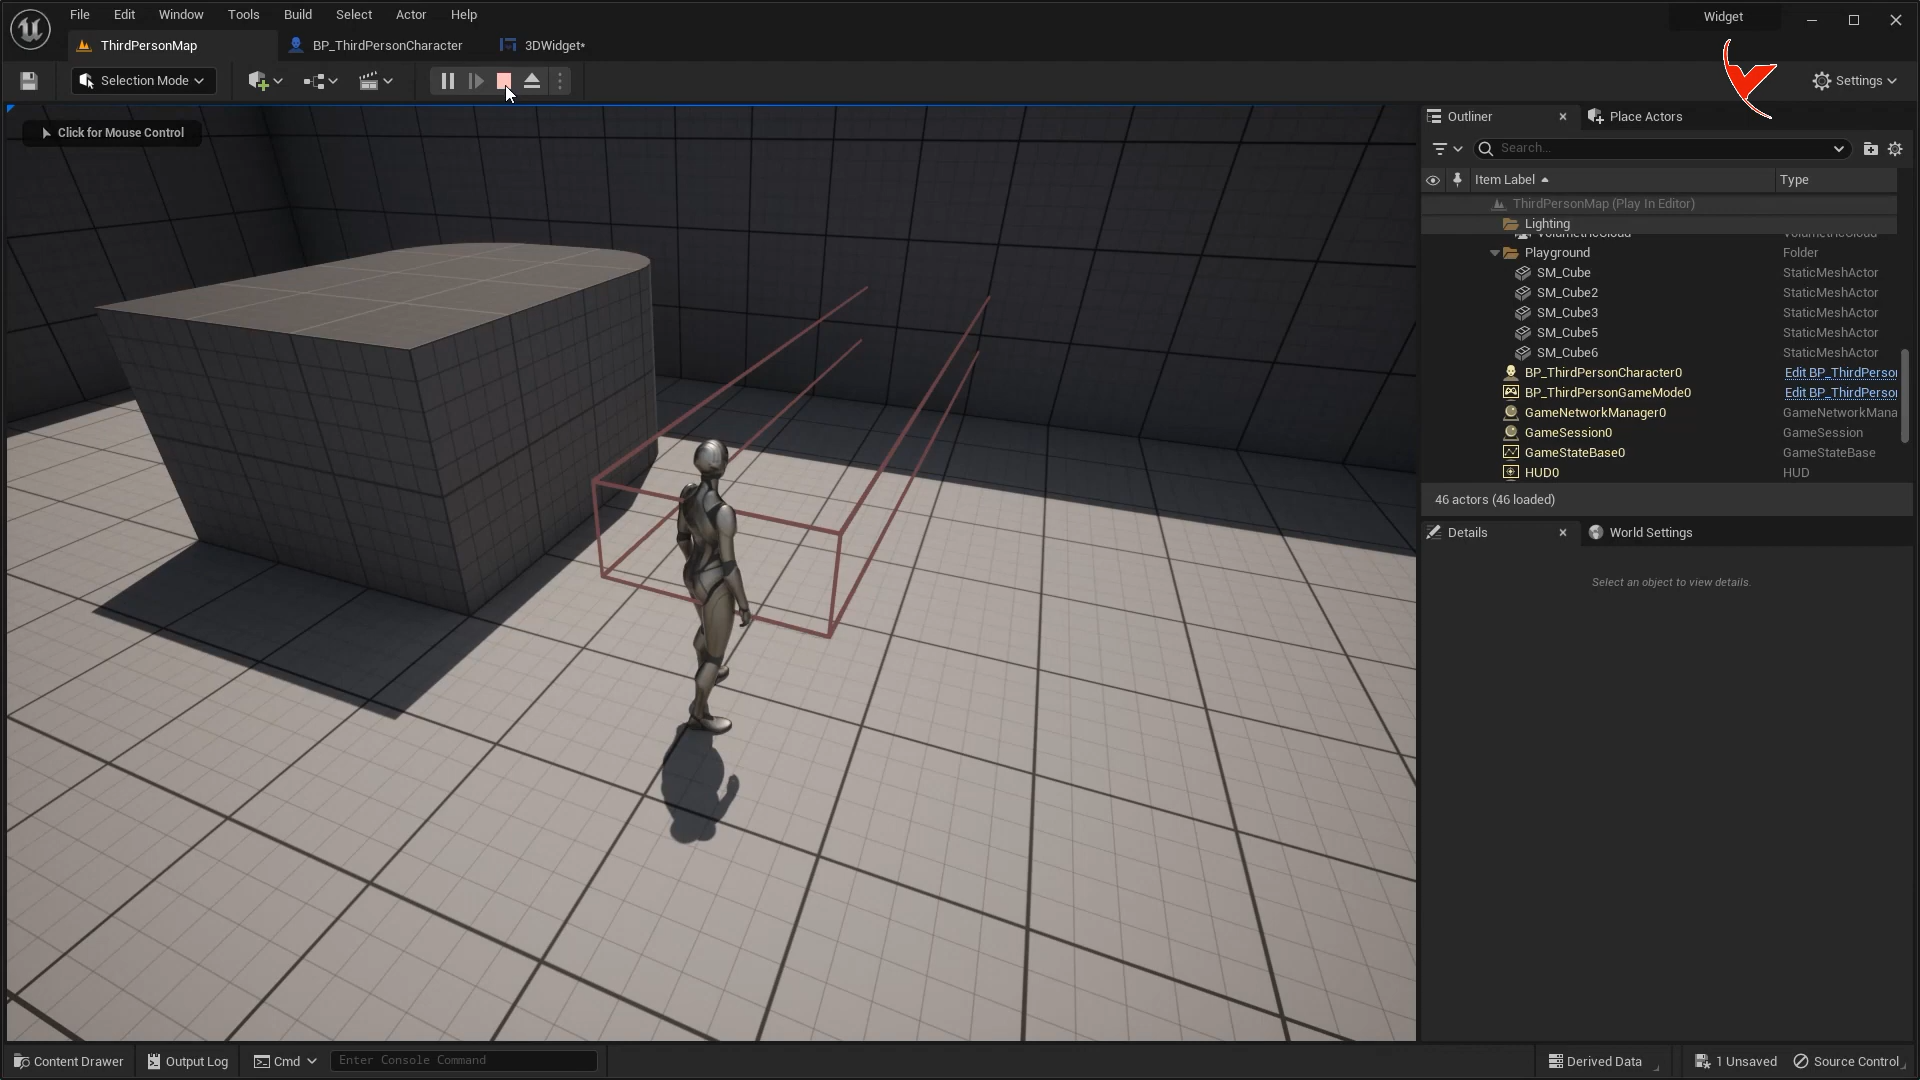 File Edit Window Tools Build Select Actor Help
Widget
ThirdPersonMap
BP_ThirdPersonCharacter
3DWidget*
Selection Mode
Settings
Click for Mouse Control
Outliner
Place Actors
Search...
Item Label
Type
ThirdPersonMap (Play In Editor)
Lighting
Playground Folder
SM_Cube StaticMeshActor
SM_Cube2 StaticMeshActor
SM_Cube3 StaticMeshActor
SM_Cube5 StaticMeshActor
SM_Cube6 StaticMeshActor
BP_ThirdPersonCharacter0 Edit BP_ThirdPerson
BP_ThirdPersonGameMode0 Edit BP_ThirdPerson
GameNetworkManager0 GameNetworkMana
GameSession0 GameSession
GameStateBase0 GameStateBase
HUD0 HUD
46 actors (46 loaded)
Details
World Settings
Select an object to view details.
Content Drawer
Output Log
Cmd
Enter Console Command
Derived Data
1 Unsaved
Source Control